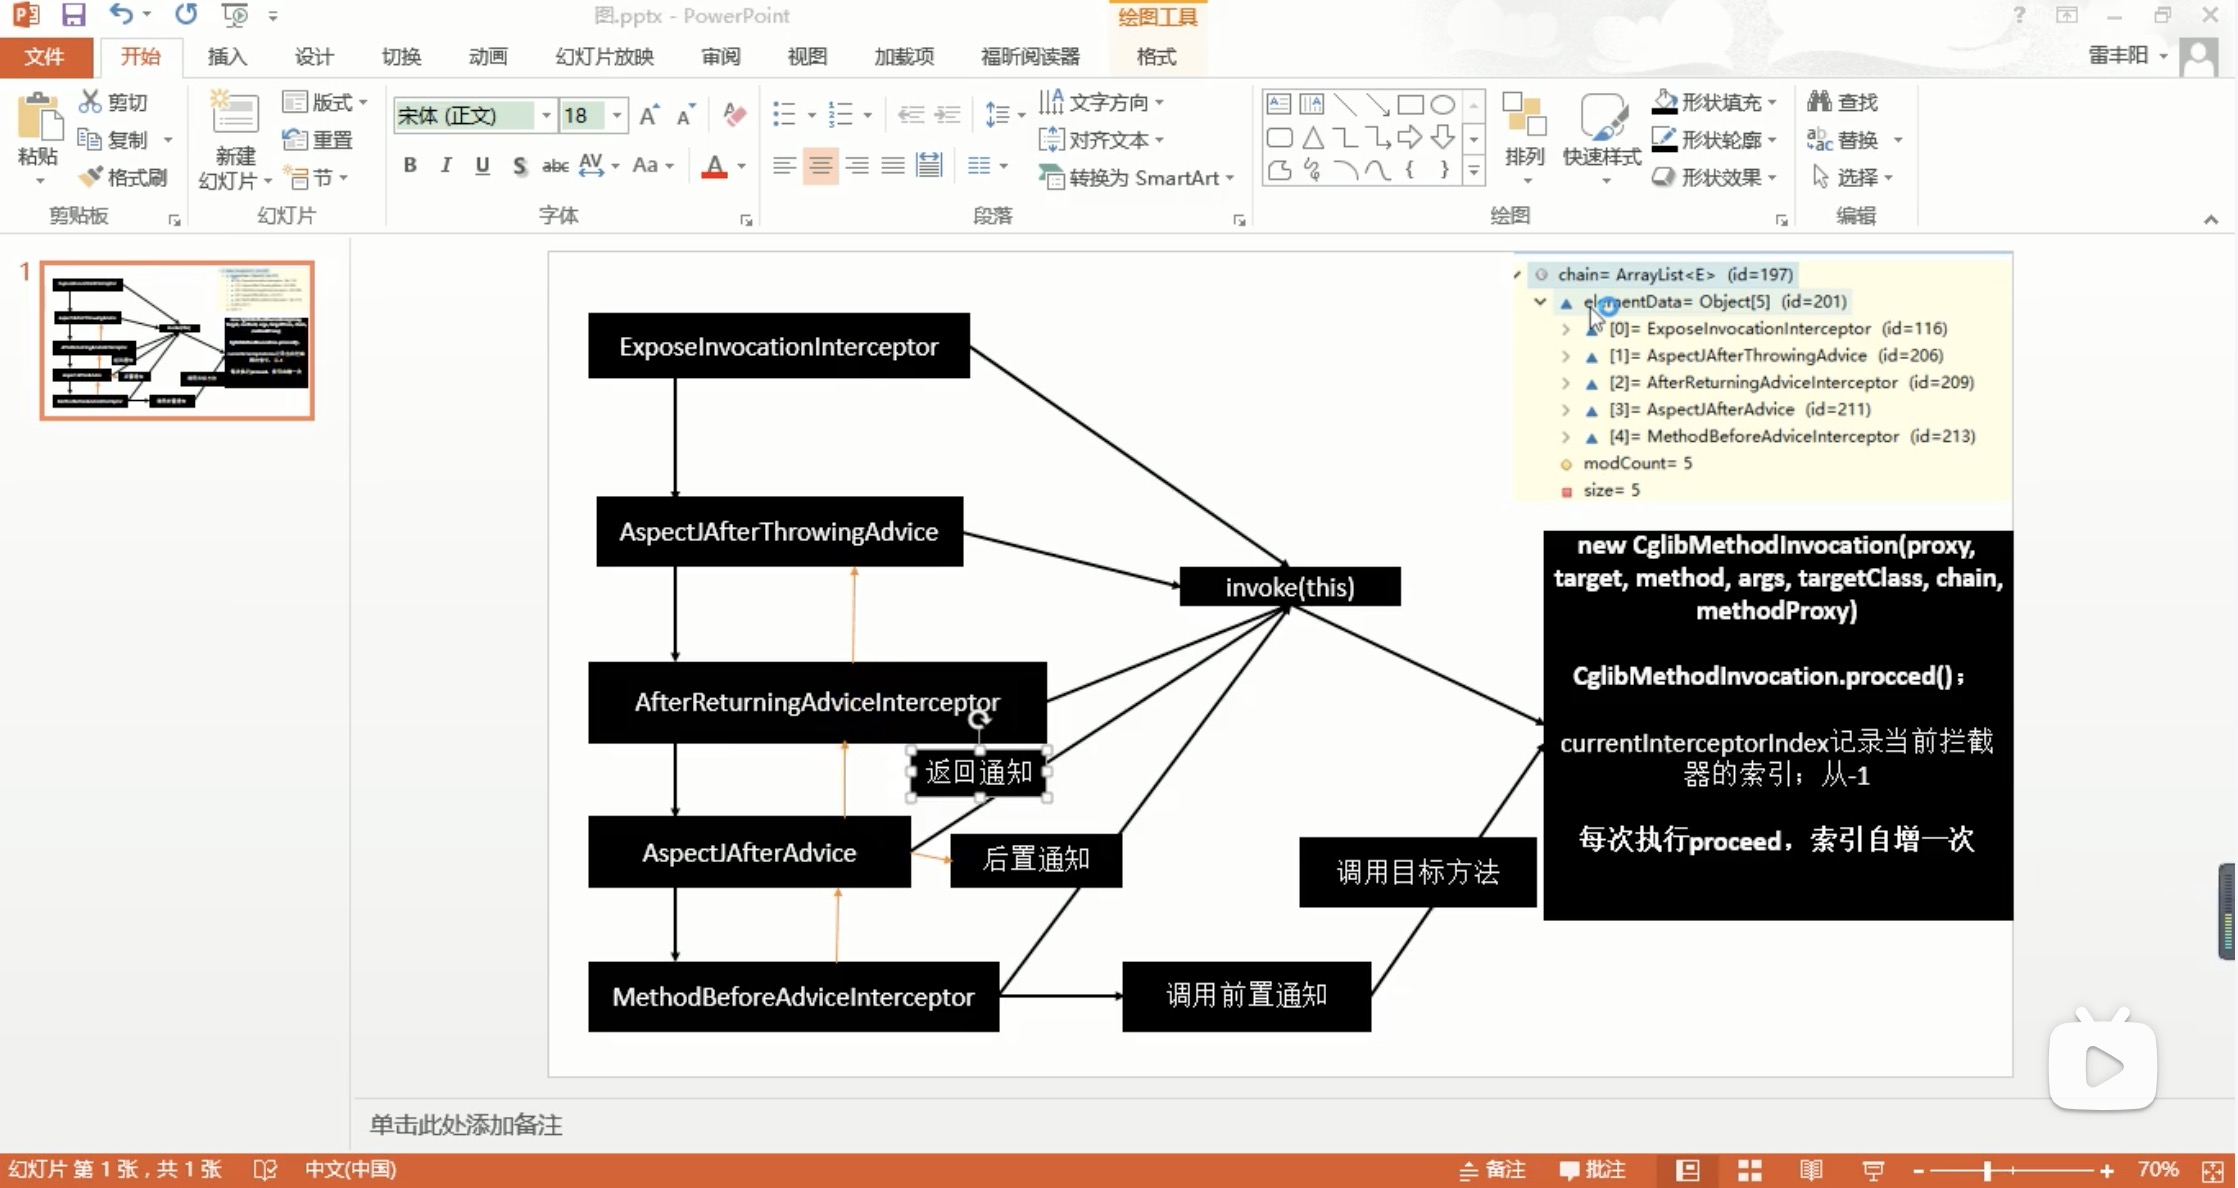 图.pptx - PowerPoint
绘图工具
文件
开始
插入
设计
切换
动画
幻灯片放映
审阅
视图
加载项
福昕阅读器
格式
雷丰阳
粘贴
剪切
复制
格式刷
剪贴板
新建
幻灯片
版式
重置
节
幻灯片
宋体 (正文)
18
B I U S abc AV Aa A
字体
文字方向
对齐文本
转换为 SmartArt
段落
排列
快速样式
形状填充
形状轮廓
形状效果
绘图
查找
替换
选择
编辑
1
chain= ArrayList<E> (id=197)
elementData= Object[5] (id=201)
[0]= ExposeInvocationInterceptor (id=116)
[1]= AspectJAfterThrowingAdvice (id=206)
[2]= AfterReturningAdviceInterceptor (id=209)
[3]= AspectJAfterAdvice (id=211)
[4]= MethodBeforeAdviceInterceptor (id=213)
modCount= 5
size= 5
ExposeInvocationInterceptor
AspectJAfterThrowingAdvice
invoke(this)
AfterReturningAdviceInterceptor
返回通知
AspectJAfterAdvice
后置通知
调用目标方法
MethodBeforeAdviceInterceptor
调用前置通知
new CglibMethodInvocation(proxy,
target, method, args, targetClass, chain,
methodProxy)
CglibMethodInvocation.procced();
currentInterceptorIndex记录当前拦截
器的索引；从-1
每次执行proceed，索引自增一次
单击此处添加备注
幻灯片 第 1 张，共 1 张
中文(中国)
备注
批注
70%